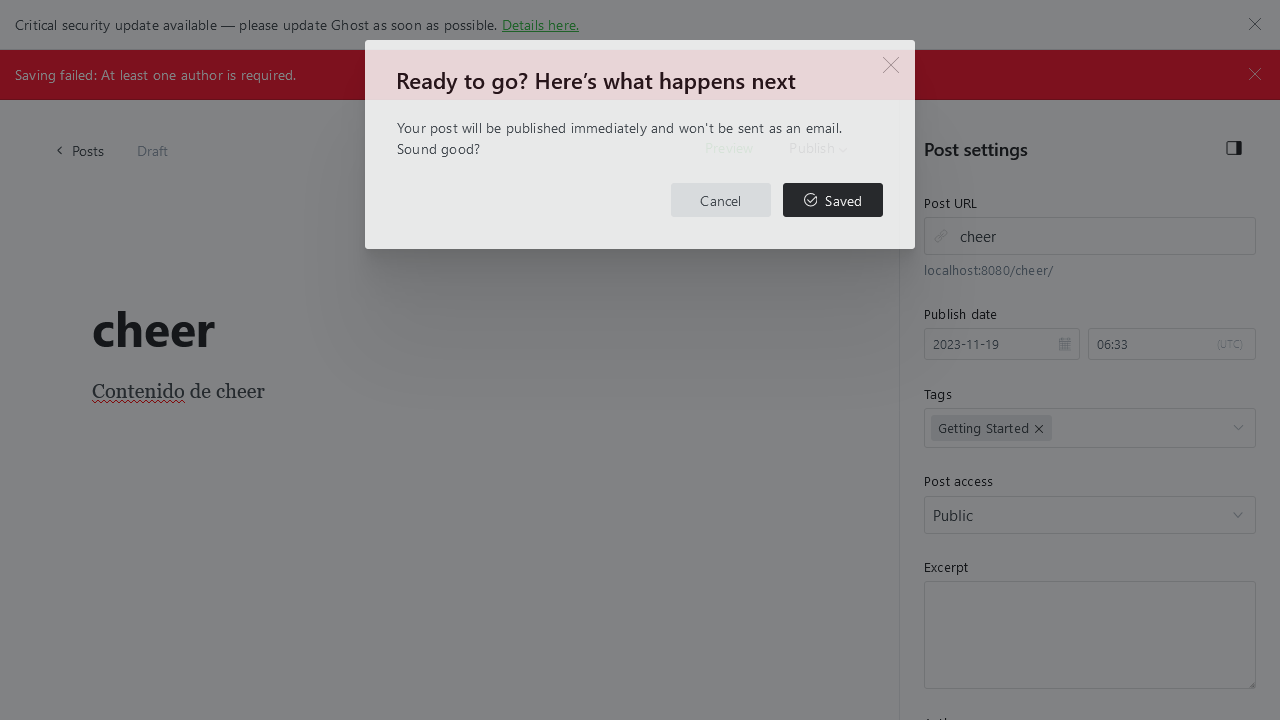 Critical security update available — please update Ghost as soon as possible. Details here.
Saving failed: At least one author is required.
Ready to go? Here’s what happens next
Your post will be published immediately and won't be sent as an email.
Sound good?
Cancel
Saved
Posts
Draft
Preview
Publish
cheer
Contenido de cheer
Post settings
Post URL
cheer
localhost:8080/cheer/
Publish date
2023-11-19
06:33
(UTC)
Tags
Getting Started
Post access
Public
Excerpt